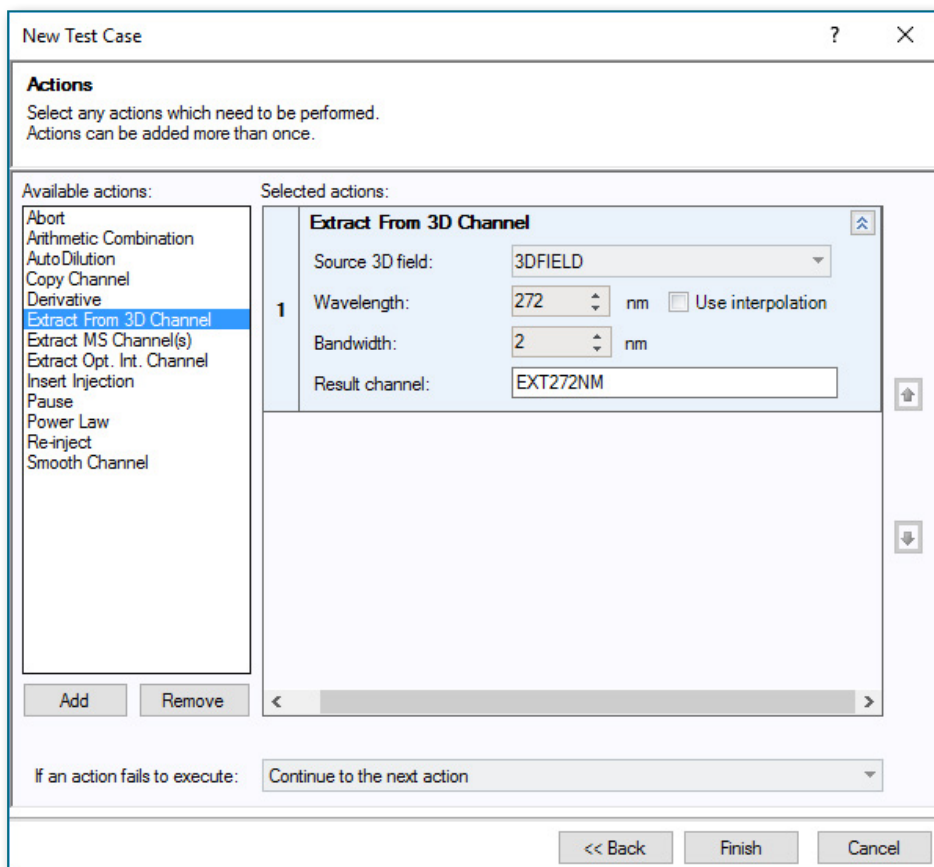 New Test Case ?
Actions
Select any actions which need to be performed.
Actions can be added more than once.
Available actions:
Abort
Arithmetic Combination
AutoDilution
Copy Channel
Derivative
Extract From 3D Channel
Extract MS Channel(s)
Extract Opt. Int. Channel
Insert Injection
Pause
Power Law
Re-inject
Smooth Channel
Add
Remove
Selected actions:
1
Extract From 3D Channel
Source 3D field: 3DFIELD
Wavelength: 272 nm Use interpolation
Bandwidth: 2 nm
Result channel: EXT272NM
If an action fails to execute: Continue to the next action
<< Back
Finish
Cancel